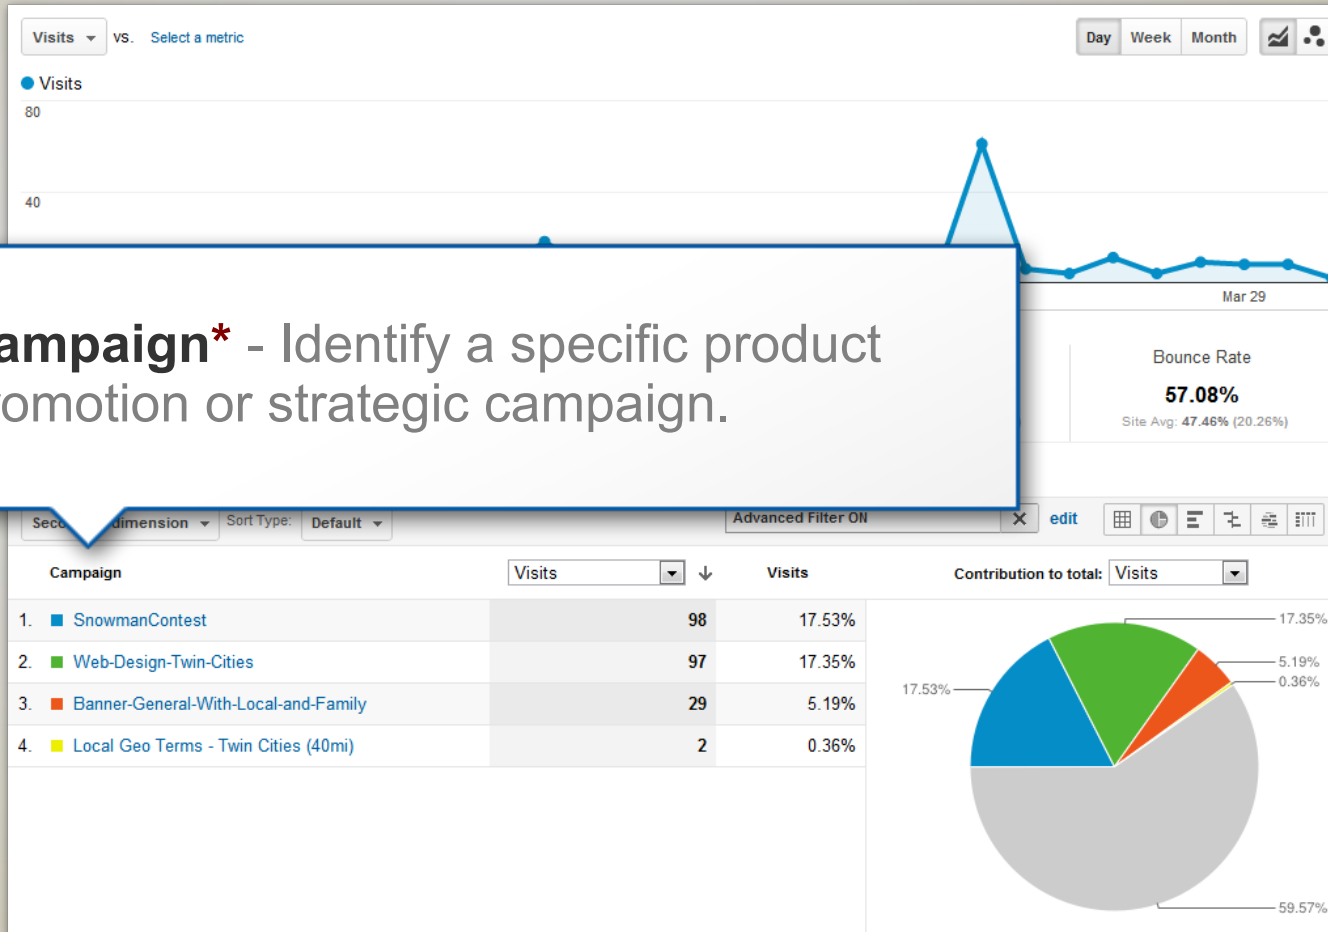 Visits VS. Select a metric Day Week Month
Visits
80
40
Mar 29
ampaign* - Identify a specific product
omotion or strategic campaign.
Bounce Rate
57.08%
Site Avg: 47.46% (20.26%)
Seco dimension Sort Type: Default Advanced Filter ON edit
Campaign Visits Visits Contribution to total: Visits
1. SnowmanContest 98 17.53%
2. Web-Design-Twin-Cities 97 17.35%
3. Banner-General-With-Local-and-Family 29 5.19%
4. Local Geo Terms - Twin Cities (40mi) 2 0.36%
17.35%
5.19%
0.36%
17.53%
59.57%